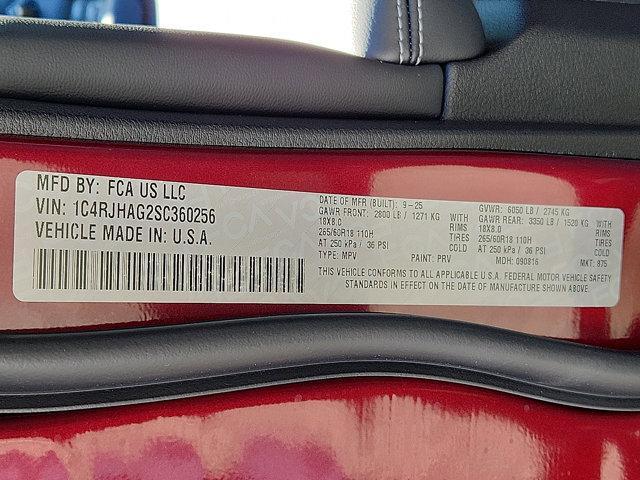 MFD BY: FCA US LLC
VIN: 1C4RJHAG2SC360256
VEHICLE MADE IN: U.S.A.
DATE OF MFR (BUILT): 9-25 GVWR: 6050 LB / 2745 KG
GAWR FRONT: 2800 LB / 1271 KG WITH GAWR REAR: 3350 LB / 1520 KG WITH
18X8.0 RIMS 18X8.0 RIMS
265/60R18 110H TIRES 265/60R18 110H TIRES
AT 250 kPa / 36 PSI COLD AT 250 kPa / 36 PSI COLD
TYPE: MPV PAINT: PRV MDH: 090816 MKT: 875
THIS VEHICLE CONFORMS TO ALL APPLICABLE U.S.A. FEDERAL MOTOR VEHICLE SAFETY
STANDARDS IN EFFECT ON THE DATE OF MANUFACTURE SHOWN ABOVE.